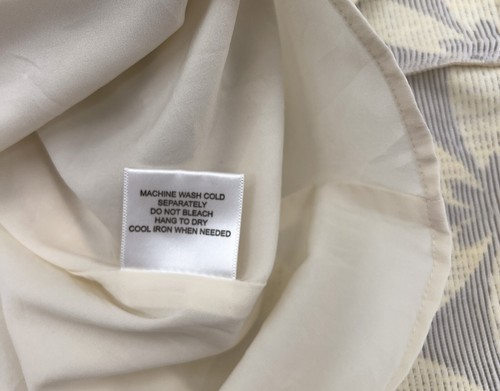 MACHINE WASH COLD
SEPARATELY
DO NOT BLEACH
HANG TO DRY
COOL IRON WHEN NEEDED